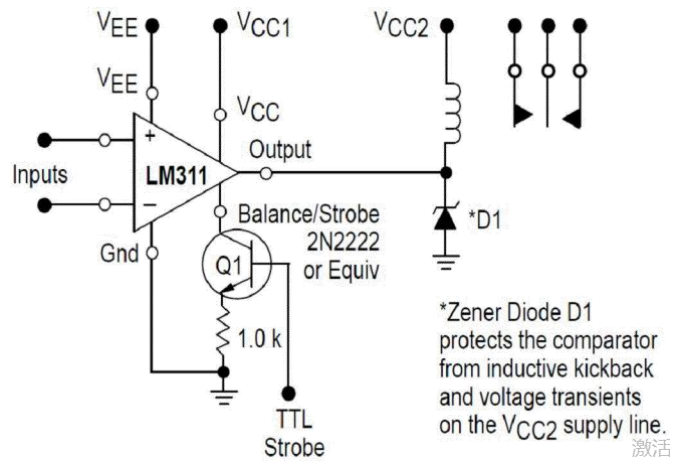 VEE
VCC1
VCC2
VEE
VCC
+
LM311
Output
Inputs
−
Balance/Strobe
2N2222
or Equiv
*D1
Gnd
Q1
1.0 k
TTL
Strobe
*Zener Diode D1
protects the comparator
from inductive kickback
and voltage transients
on the VCC2 supply line.
激活